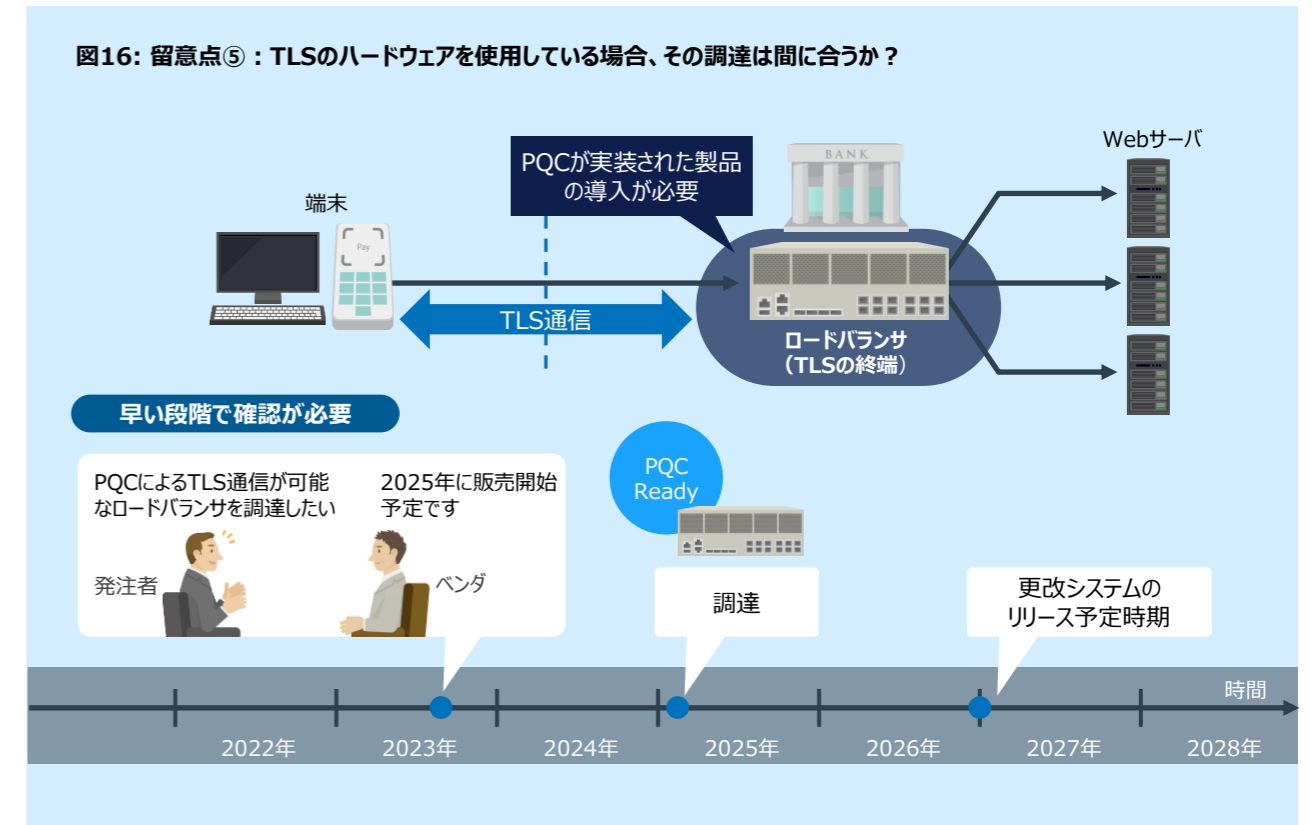 図16: 留意点⑤：TLSのハードウェアを使用している場合、その調達は間に合うか？
PQCが実装された製品
の導入が必要
BANK
Webサーバ
端末
Pay
TLS通信
ロードバランサ
（TLSの終端）
早い段階で確認が必要
PQCによるTLS通信が可能
なロードバランサを調達したい
2025年に販売開始
予定です
発注者
ベンダ
PQC
Ready
調達
更改システムの
リリース予定時期
時間
2022年
2023年
2024年
2025年
2026年
2027年
2028年